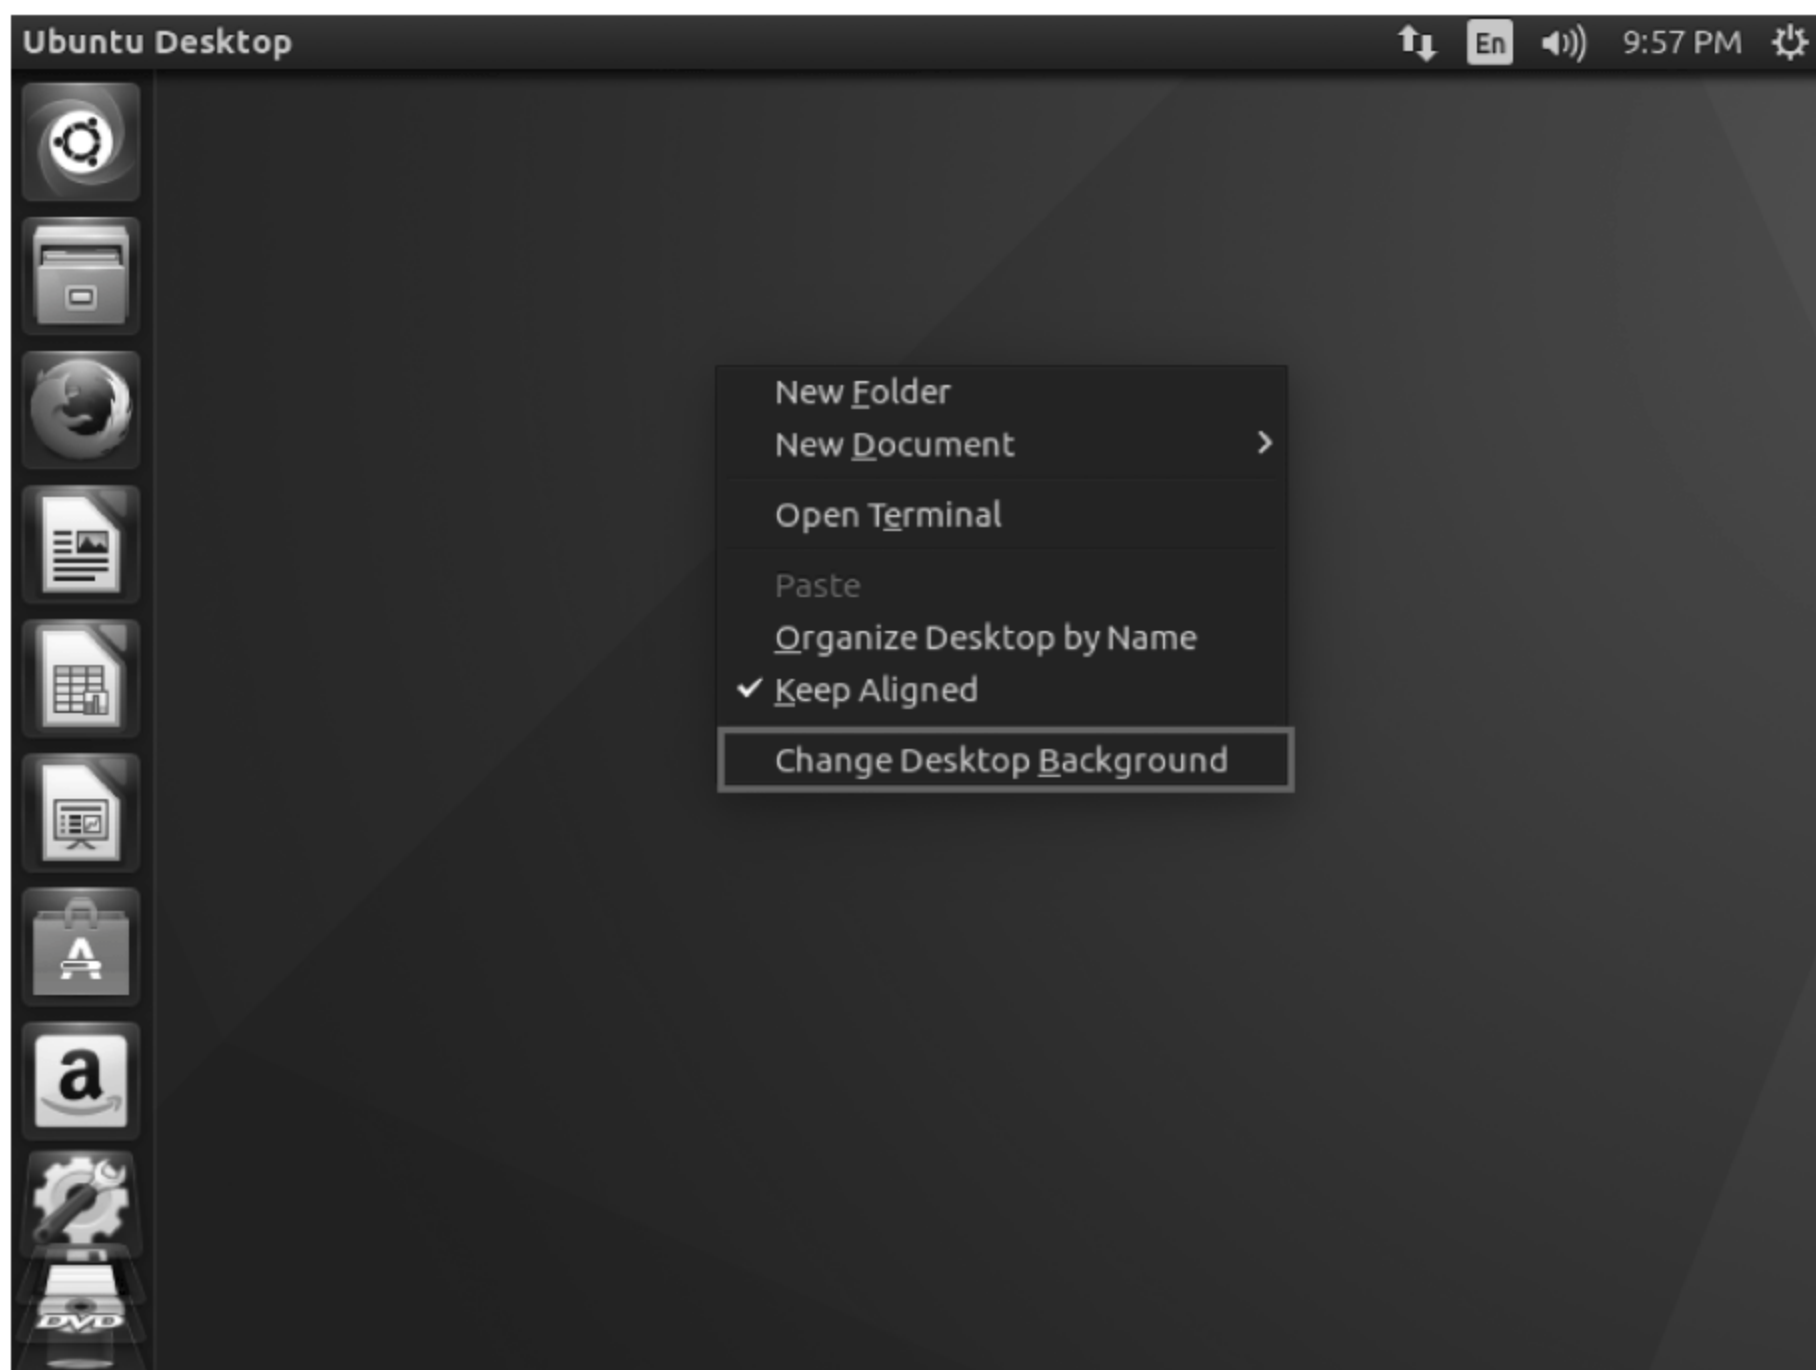 Ubuntu Desktop En 9:57 PM
New Folder
New Document
Open Terminal
Paste
Organize Desktop by Name
Keep Aligned
Change Desktop Background
A
a
DVD